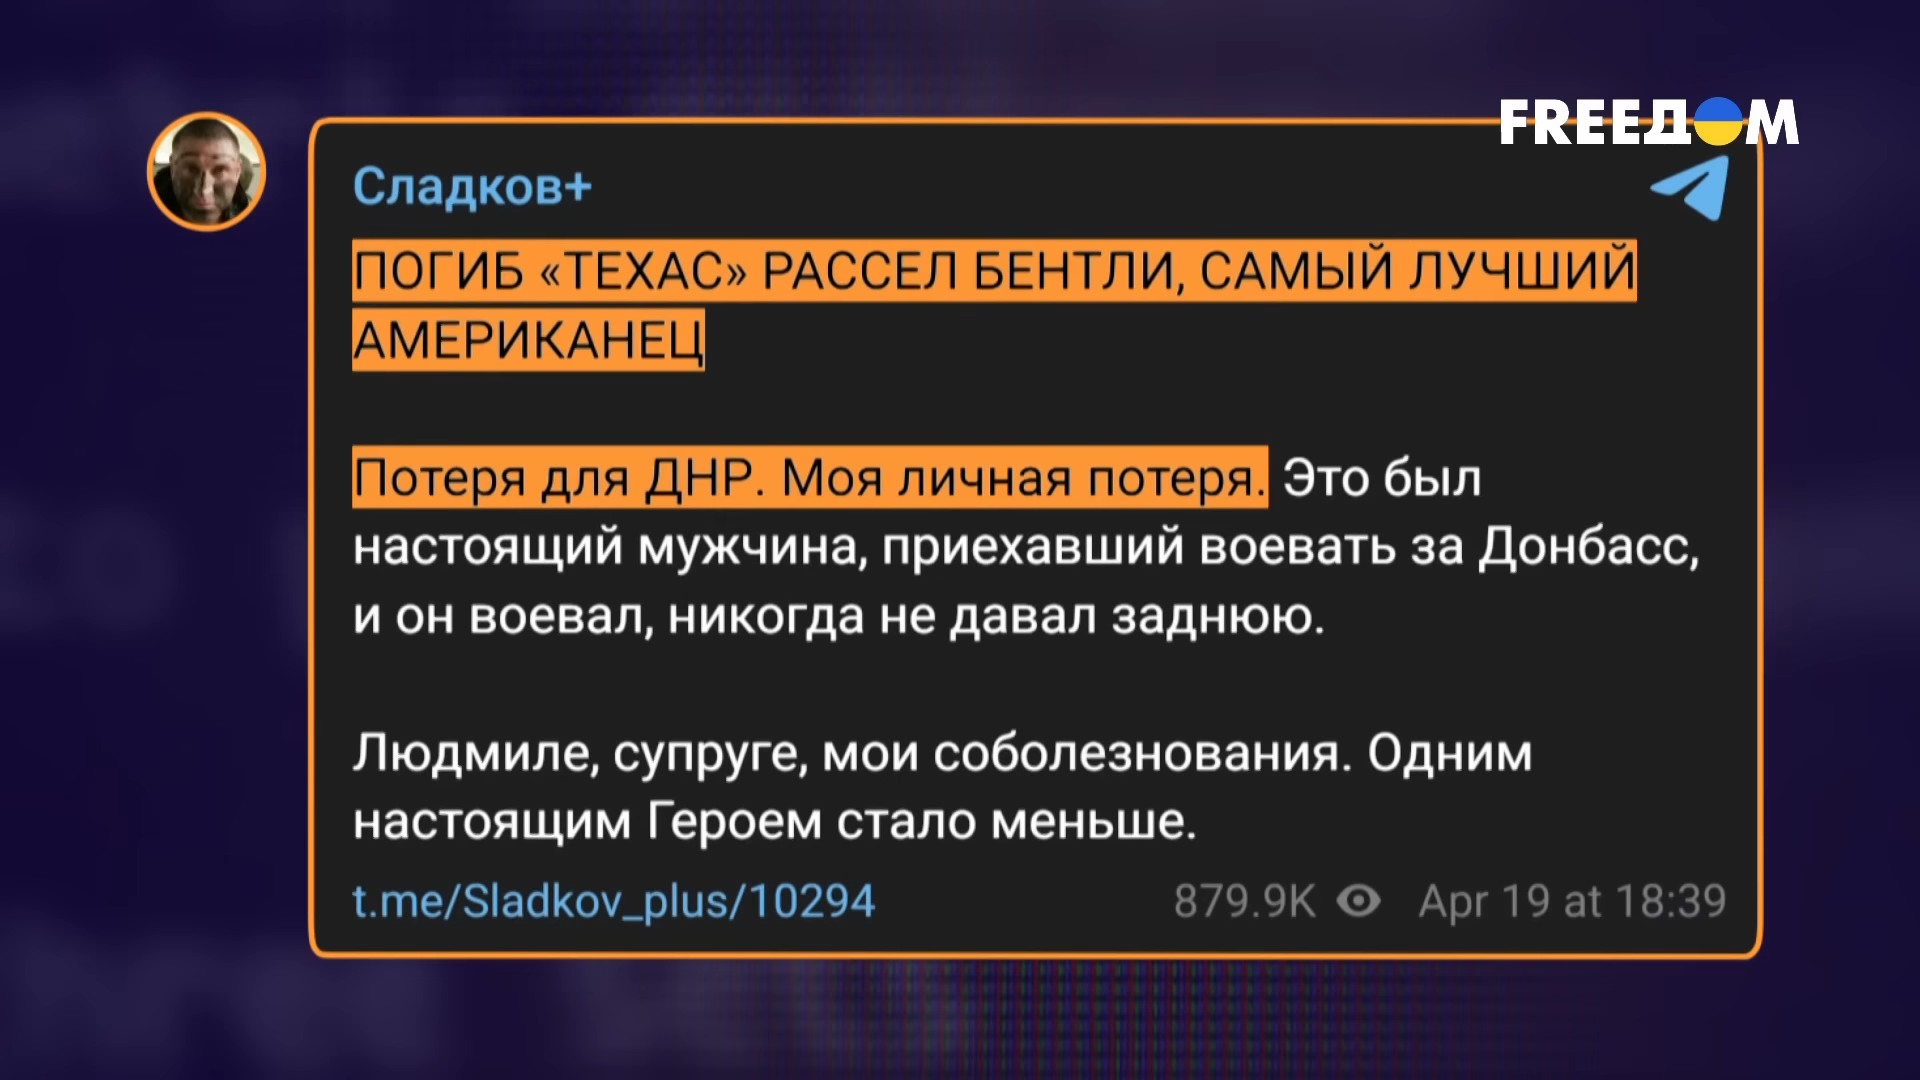 FREEДOM
Сладков+
ПОГИБ «ТЕХАС» РАССЕЛ БЕНТЛИ, САМЫЙ ЛУЧШИЙ
АМЕРИКАНЕЦ
Потеря для ДНР. Моя личная потеря. Это был
настоящий мужчина, приехавший воевать за Донбасс,
и он воевал, никогда не давал заднюю.
Людмиле, супруге, мои соболезнования. Одним
настоящим Героем стало меньше.
t.me/Sladkov_plus/10294 879.9K Apr 19 at 18:39